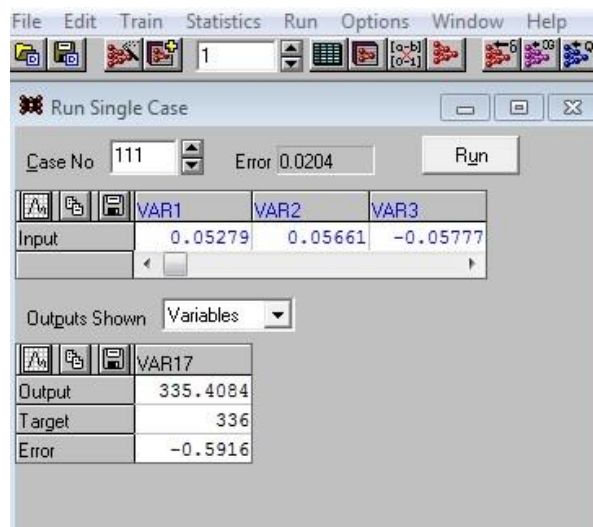 File Edit Train Statistics Run Options Window Help
1
[a-b]
[0-1]
Run Single Case
Case No 111 Error 0.0204 Run
VAR1 VAR2 VAR3
Input 0.05279 0.05661 -0.05777
Outputs Shown Variables
VAR17
Output 335.4084
Target 336
Error -0.5916